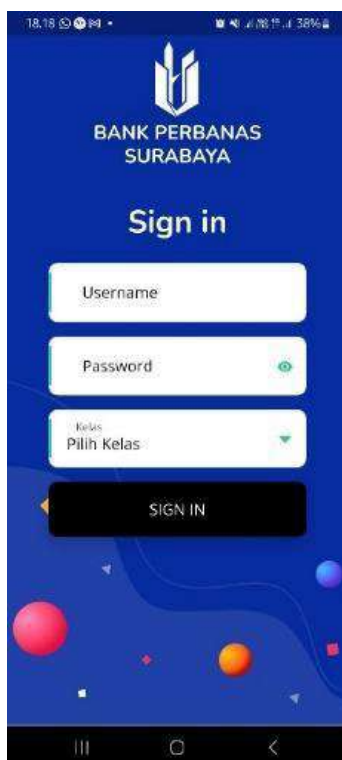 18.18
38%
BANK PERBANAS
SURABAYA
Sign in
Username
Password
Kelas
Pilih Kelas
SIGN IN